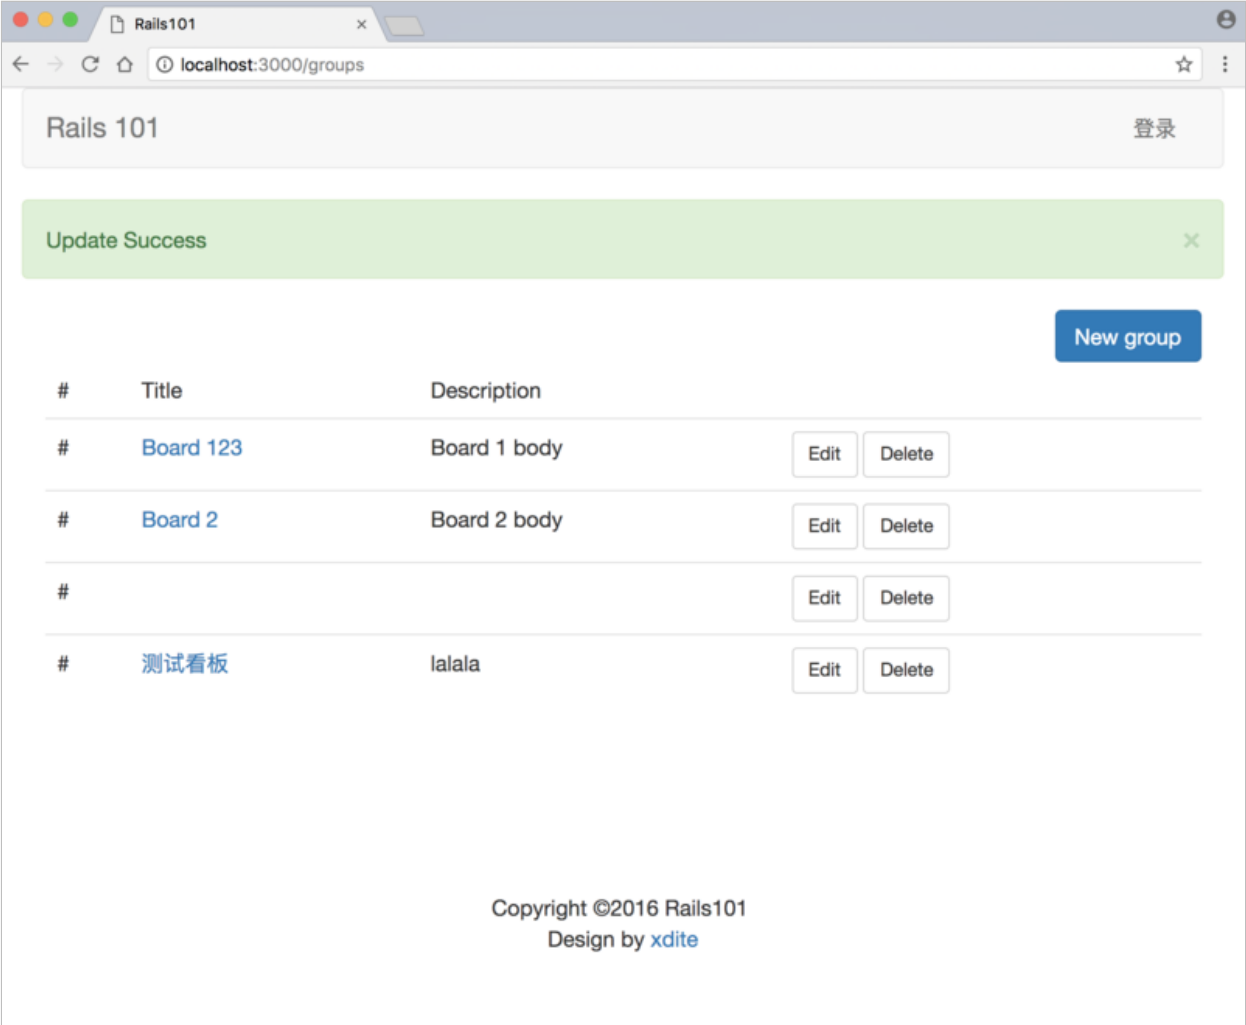 Rails101
localhost:3000/groups
Rails 101 登录
Update Success ×
New group
# Title Description
# Board 123 Board 1 body Edit Delete
# Board 2 Board 2 body Edit Delete
# Edit Delete
# 测试看板 lalala Edit Delete
Copyright ©2016 Rails101
Design by xdite